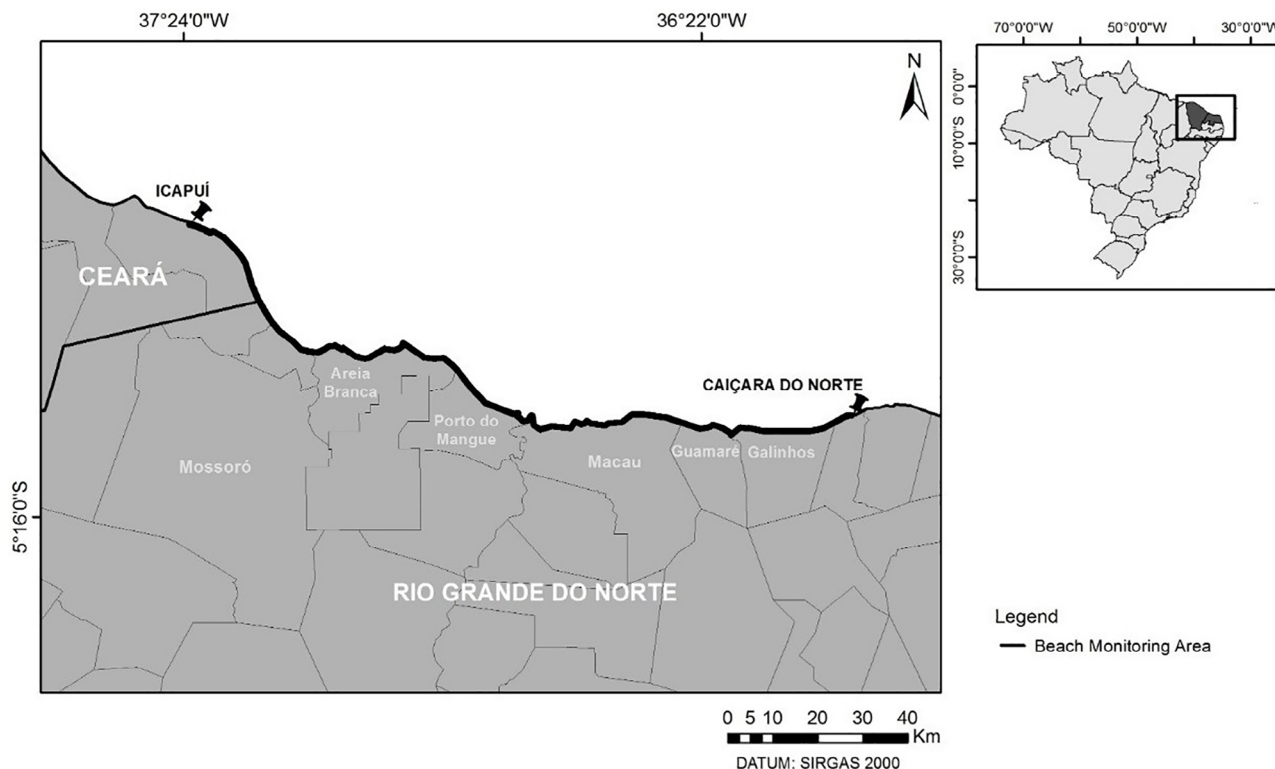 37°24'0"W
36°22'0"W
N
ICAPUÍ
CEARÁ
CAIÇARA DO NORTE
Areia
Branca
Porto do
Mangue
Mossoró
Macau
Guamaré
Galinhos
5°16'0"S
RIO GRANDE DO NORTE
0 5 10 20 30 40
Km
DATUM: SIRGAS 2000
70°0'0"W
50°0'0"W
30°0'0"W
0°0'0"
10°0'0"S
30°0'0"S
Legend
Beach Monitoring Area